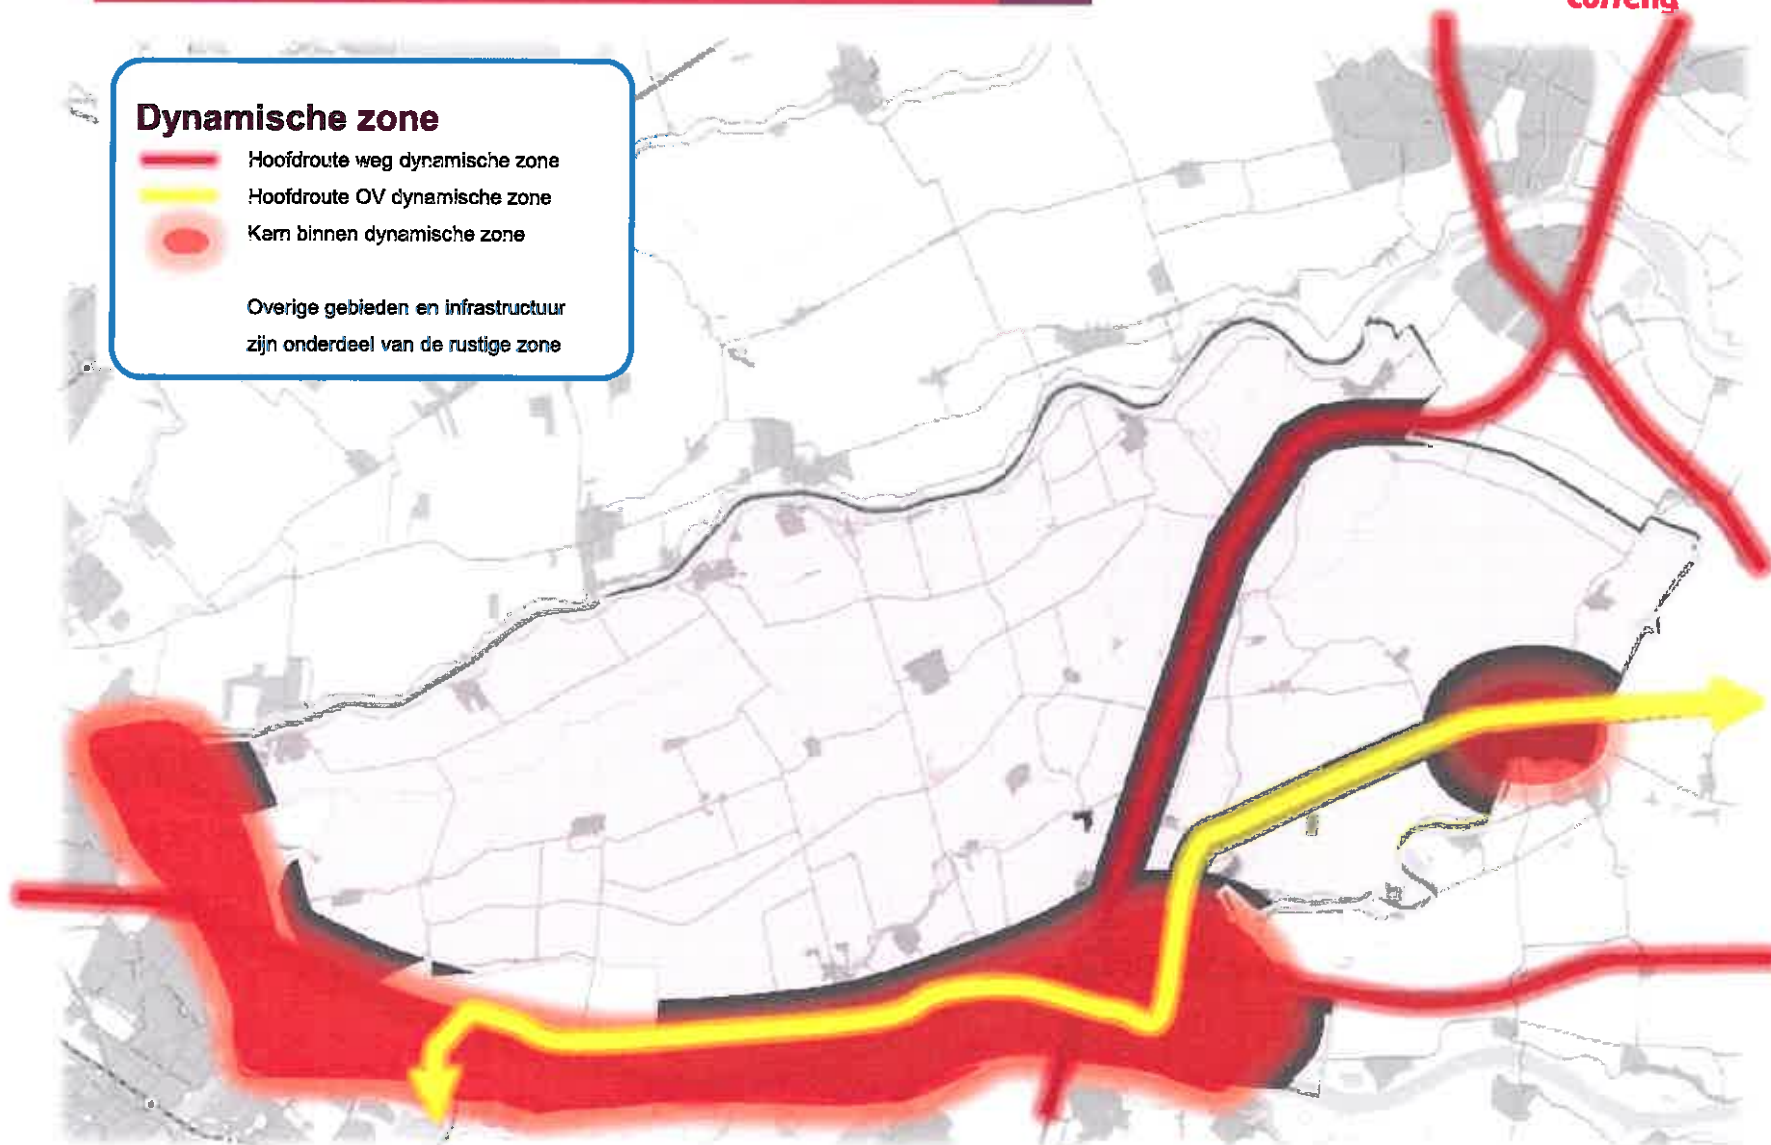 Dynamische zone
Hoofdroute weg dynamische zone
Hoofdroute OV dynamische zone
Kern binnen dynamische zone
Overige gebieden en infrastructuur
zijn onderdeel van de rustige zone